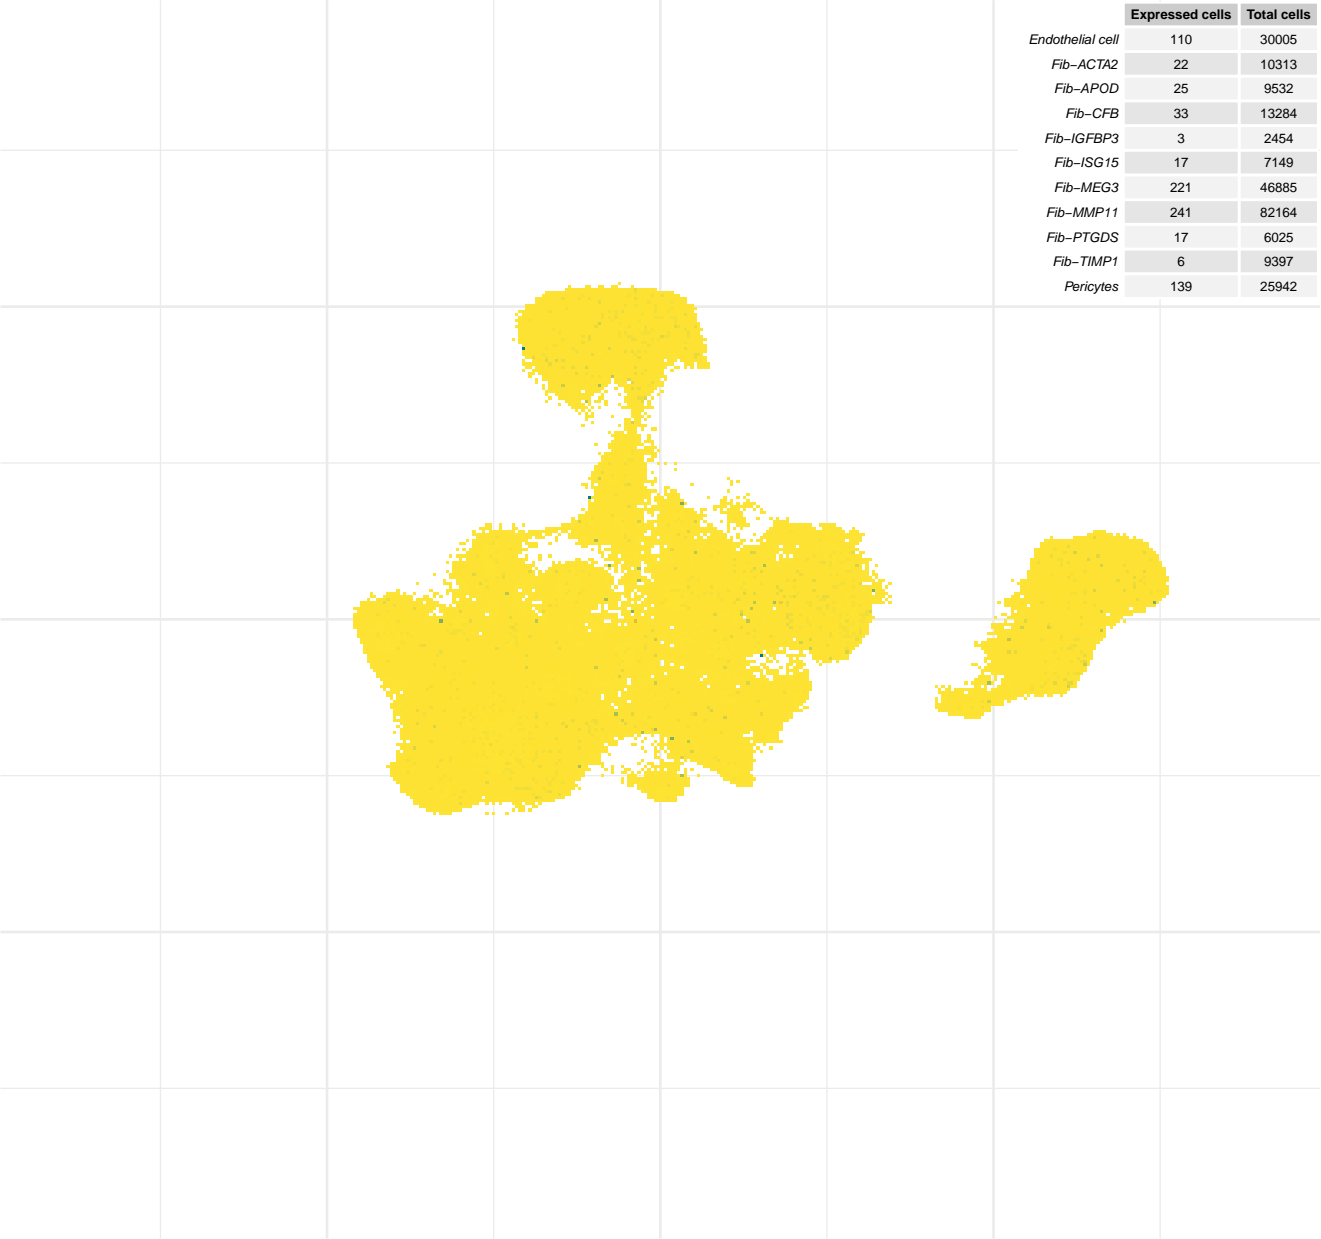 Expressed cells Total cells
Endothelial cell 110 30005
Fib−ACTA2 22 10313
Fib−APOD 25 9532
Fib−CFB 33 13284
Fib−IGFBP3 3 2454
Fib−ISG15 17 7149
Fib−MEG3 221 46885
Fib−MMP11 241 82164
Fib−PTGDS 17 6025
Fib−TIMP1 6 9397
Pericytes 139 25942